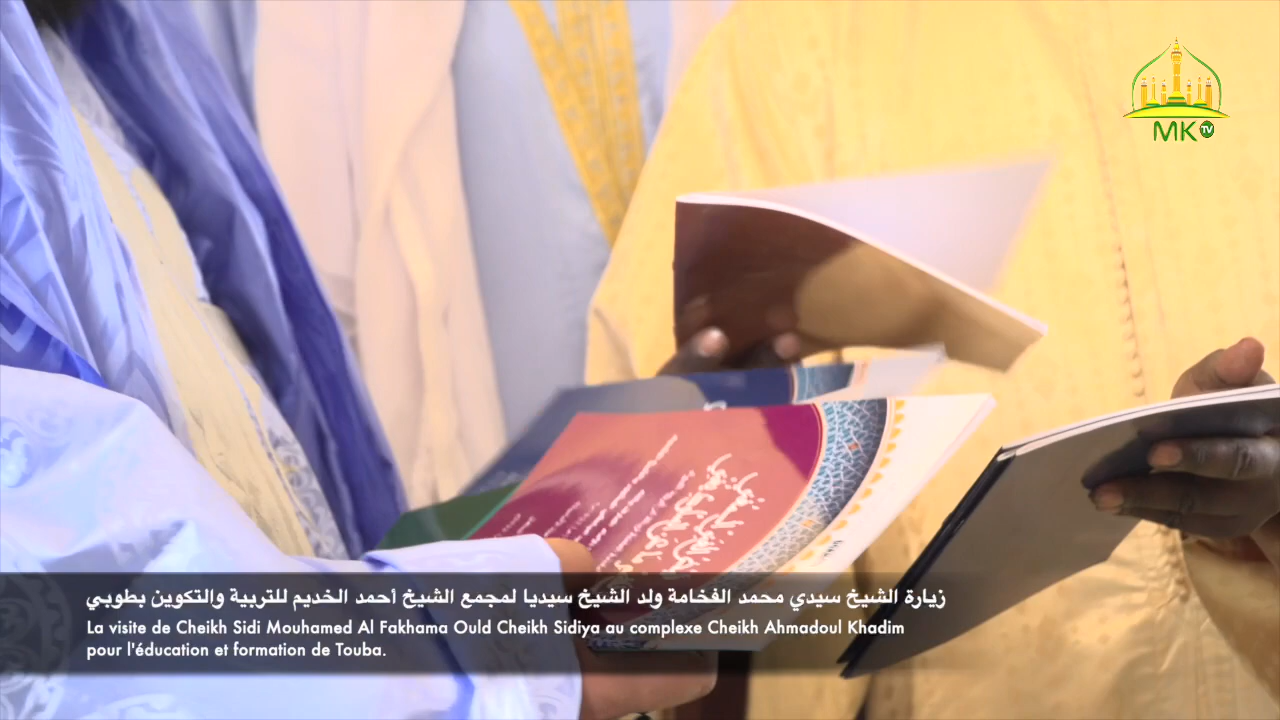 MK TV
زيارة الشيخ سيدي محمد الفخامة ولد الشيخ سيديا لمجمع الشيخ أحمد الخديم للتربية والتكوين بطوبي
La visite de Cheikh Sidi Mouhamed Al Fakhama Ould Cheikh Sidiya au complexe Cheikh Ahmadoul Khadim
pour l'éducation et formation de Touba.